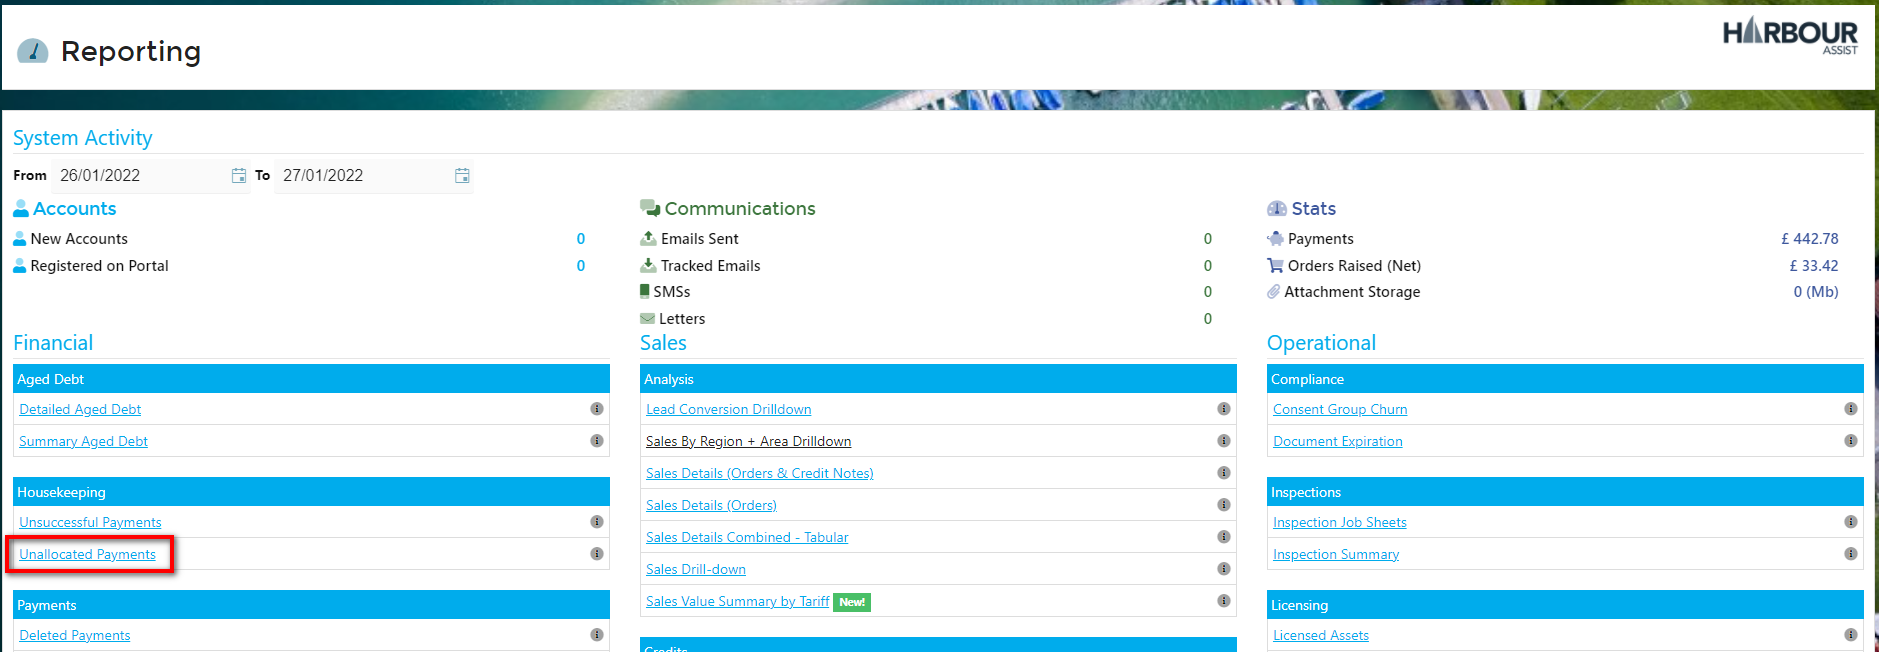 Reporting
HARBOUR
ASSIST
System Activity
From 26/01/2022 To 27/01/2022
Accounts
New Accounts 0
Registered on Portal 0
Communications
Emails Sent 0
Tracked Emails 0
SMSs 0
Letters 0
Stats
Payments £ 442.78
Orders Raised (Net) £ 33.42
Attachment Storage 0 (Mb)
Financial
Aged Debt
Detailed Aged Debt
Summary Aged Debt
Housekeeping
Unsuccessful Payments
Unallocated Payments
Payments
Deleted Payments
Sales
Analysis
Lead Conversion Drilldown
Sales By Region + Area Drilldown
Sales Details (Orders & Credit Notes)
Sales Details (Orders)
Sales Details Combined - Tabular
Sales Drill-down
Sales Value Summary by Tariff New!
Credits
Operational
Compliance
Consent Group Churn
Document Expiration
Inspections
Inspection Job Sheets
Inspection Summary
Licensing
Licensed Assets